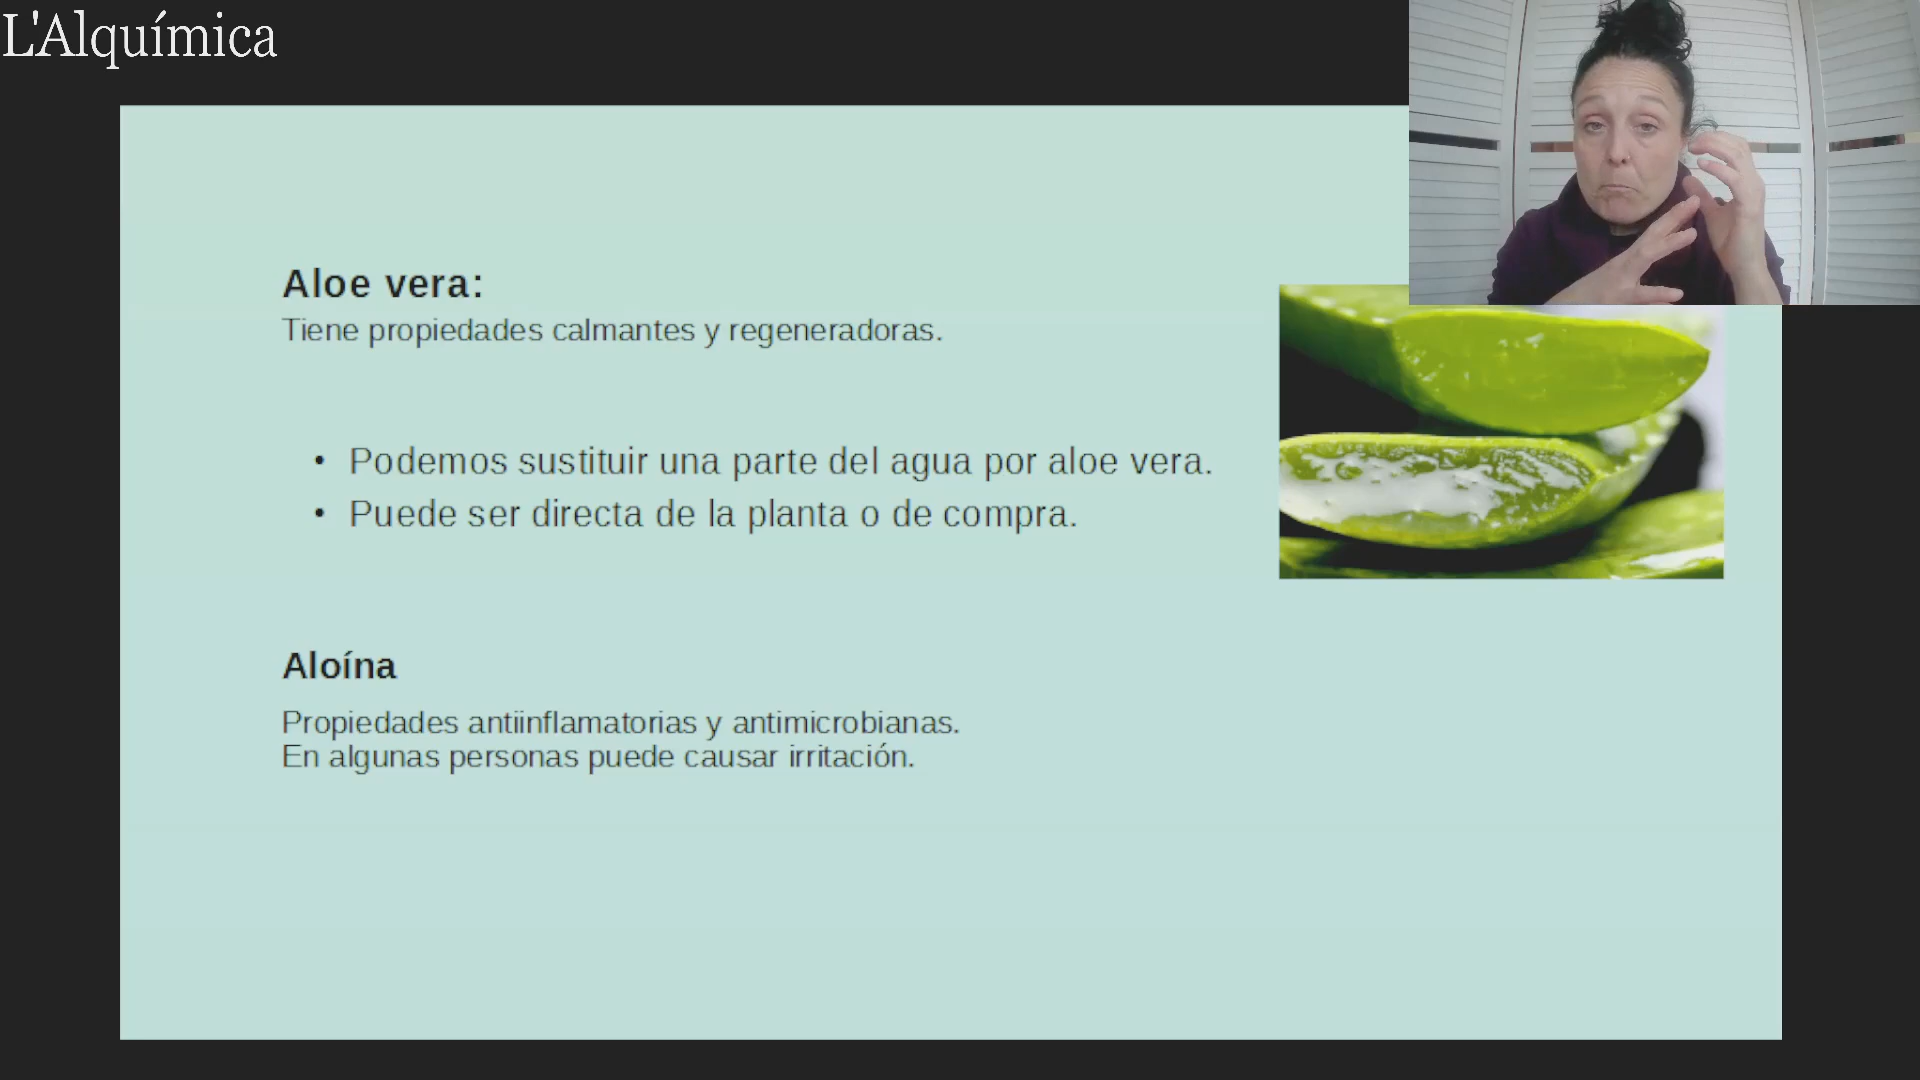 L'Alquímica
Aloe vera:
Tiene propiedades calmantes y regeneradoras.
• Podemos sustituir una parte del agua por aloe vera.
• Puede ser directa de la planta o de compra.
Aloína
Propiedades antiinflamatorias y antimicrobianas.
En algunas personas puede causar irritación.